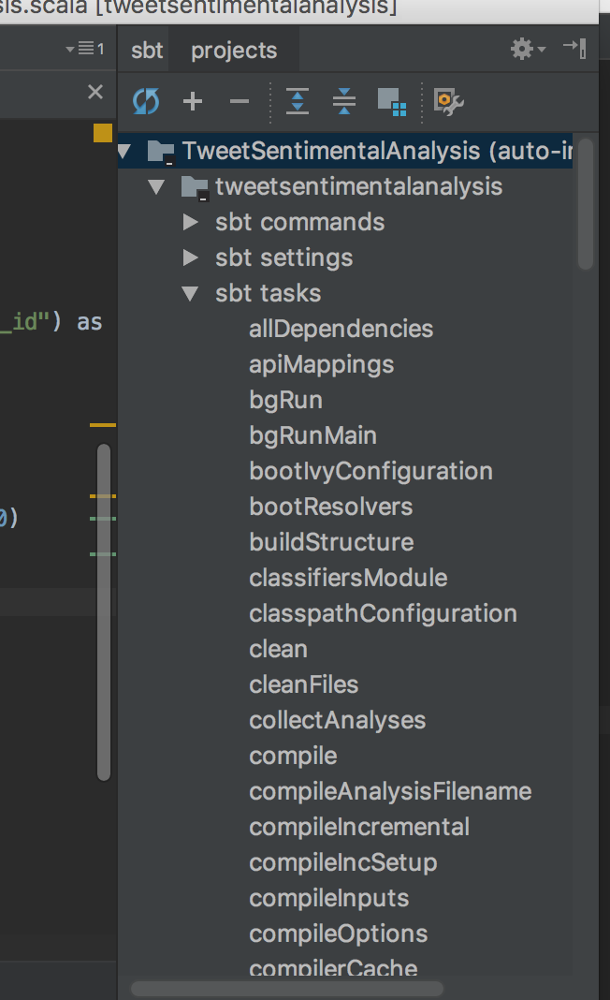 sis.scala [tweetsentimentalanalysis]
1
sbt projects
TweetSentimentalAnalysis (auto-
tweetsentimentalanalysis
sbt commands
sbt settings
sbt tasks
_id") as
allDependencies
apiMappings
bgRun
bgRunMain
bootIvyConfiguration
bootResolvers
0)
buildStructure
classifiersModule
classpathConfiguration
clean
cleanFiles
collectAnalyses
compile
compileAnalysisFilename
compileIncremental
compileIncSetup
compileInputs
compileOptions
compilerCache